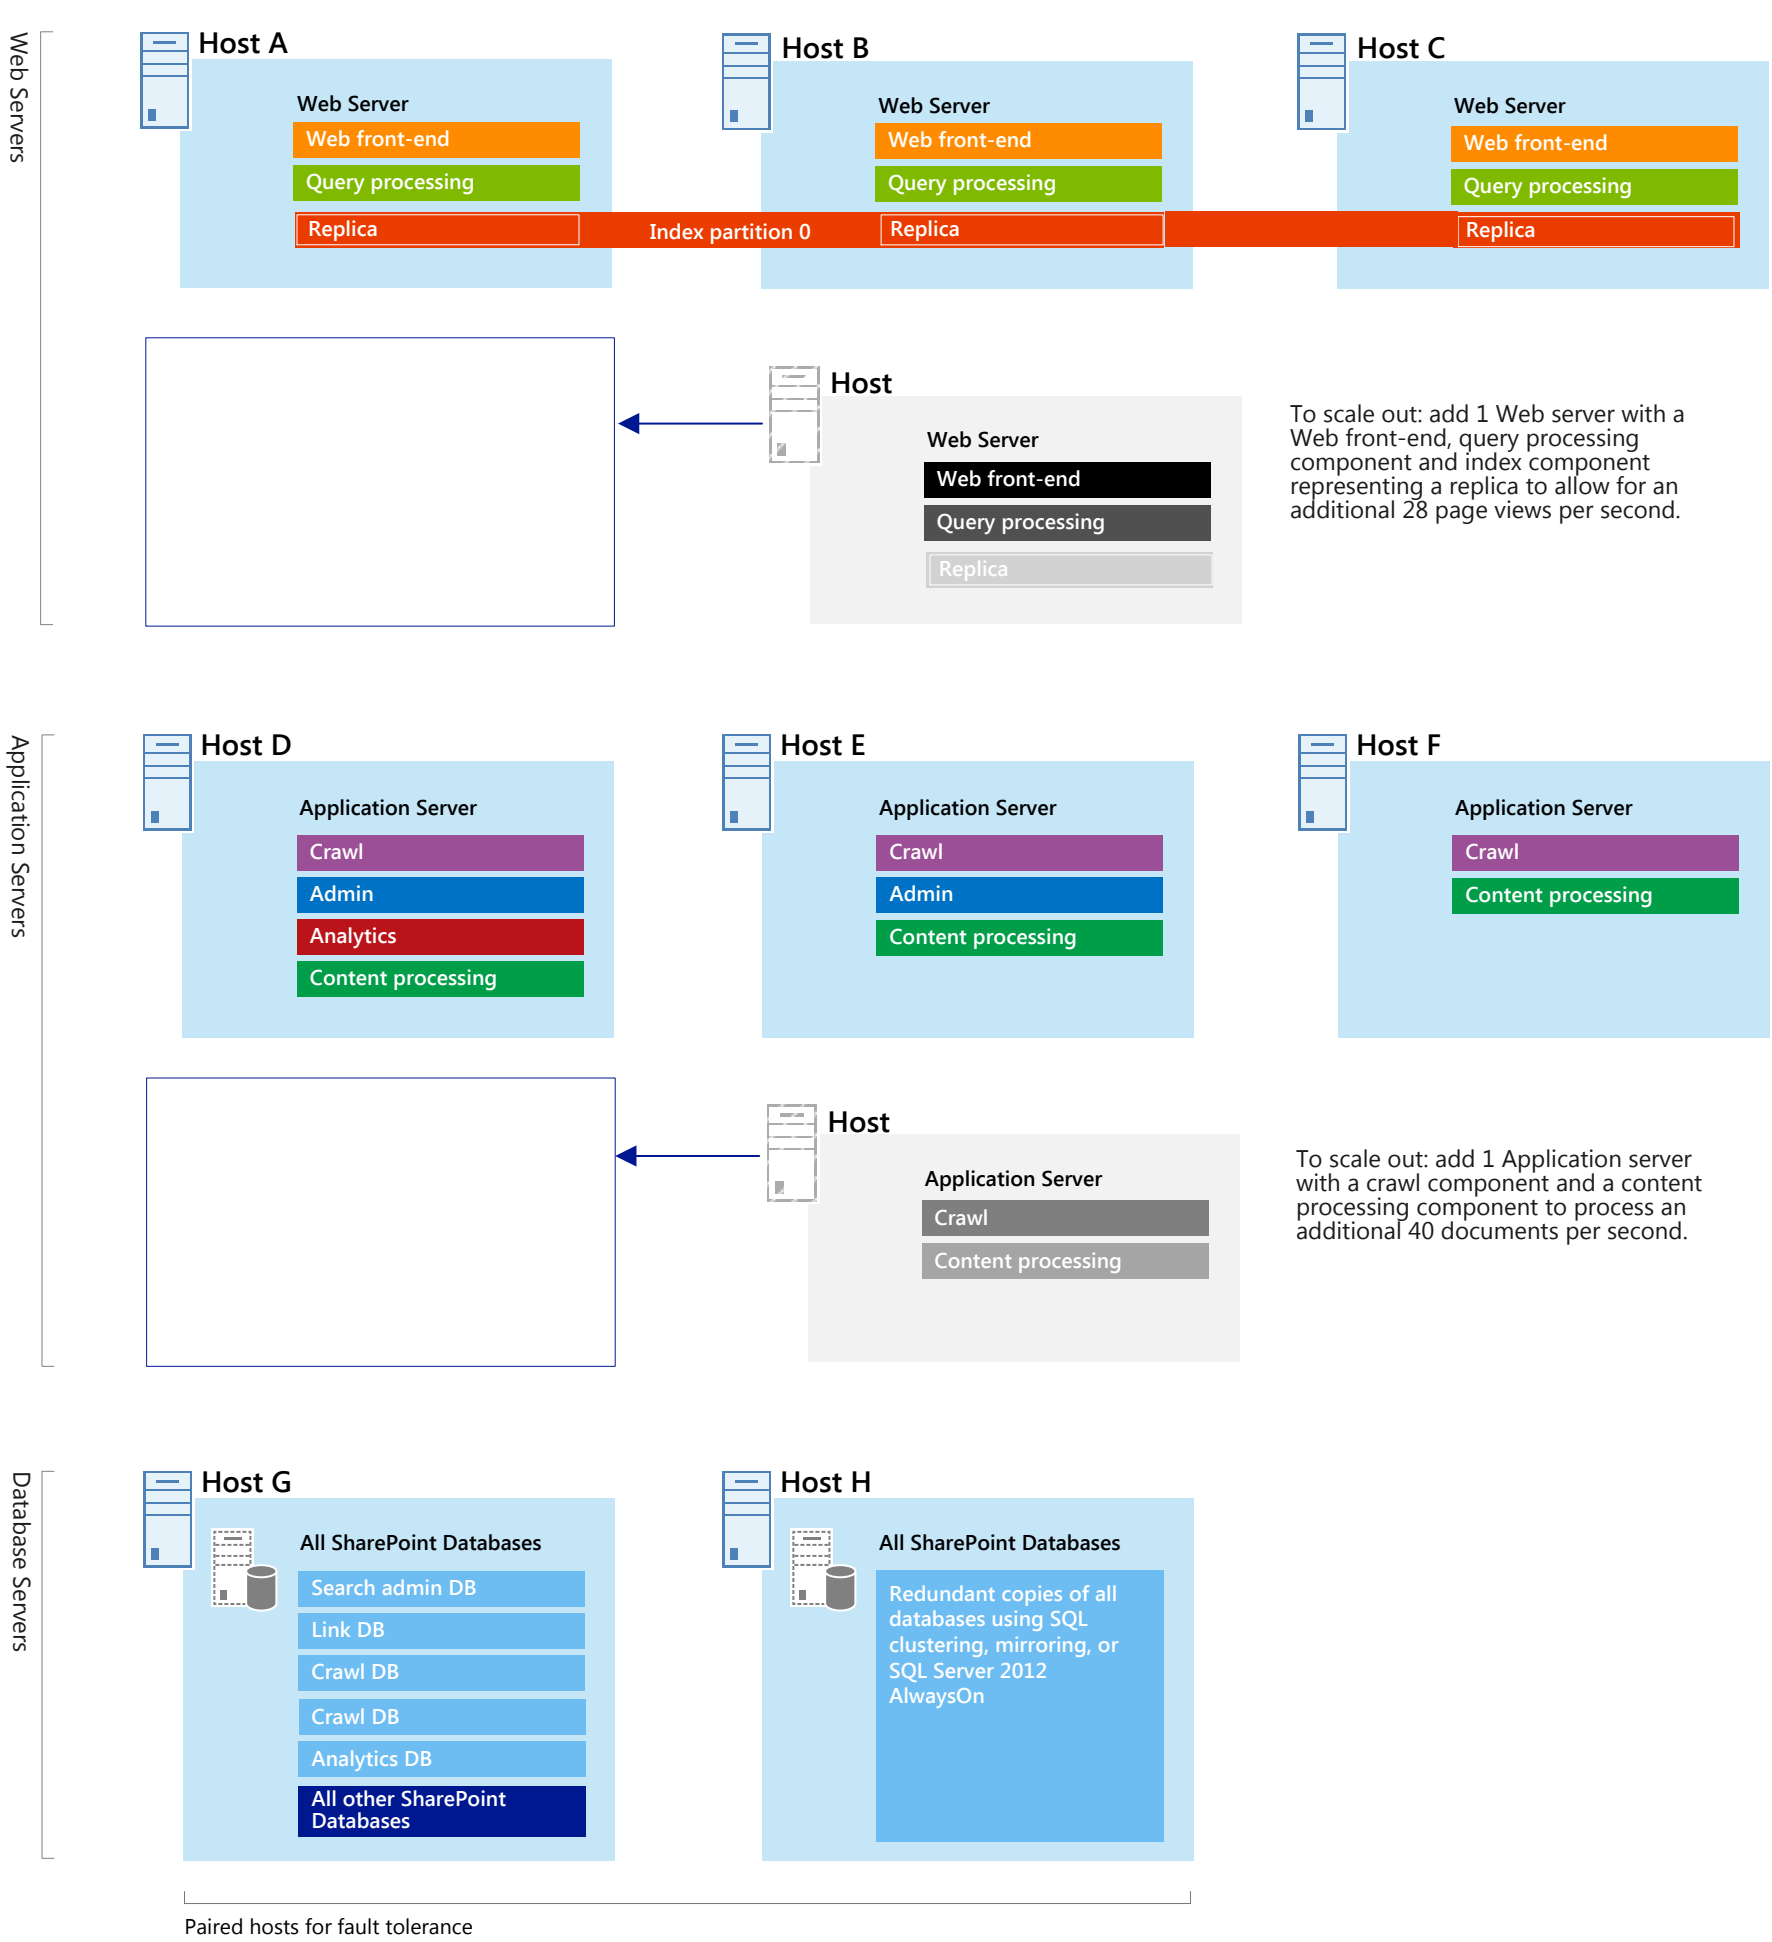 Web Servers
Host A
Web Server
Web front-end
Query processing
Replica
Index partition 0
Host B
Web Server
Web front-end
Query processing
Replica
Host C
Web Server
Web front-end
Query processing
Replica
Host
Web Server
Web front-end
Query processing
Replica
To scale out: add 1 Web server with a
Web front-end, query processing
component and index component
representing a replica to allow for an
additional 28 page views per second.
Application Servers
Host D
Application Server
Crawl
Admin
Analytics
Content processing
Host E
Application Server
Crawl
Admin
Content processing
Host F
Application Server
Crawl
Content processing
Host
Application Server
Crawl
Content processing
To scale out: add 1 Application server
with a crawl component and a content
processing component to process an
additional 40 documents per second.
Database Servers
Host G
All SharePoint Databases
Search admin DB
Link DB
Crawl DB
Crawl DB
Analytics DB
All other SharePoint
Databases
Host H
All SharePoint Databases
Redundant copies of all
databases using SQL
clustering, mirroring, or
SQL Server 2012
AlwaysOn
Paired hosts for fault tolerance